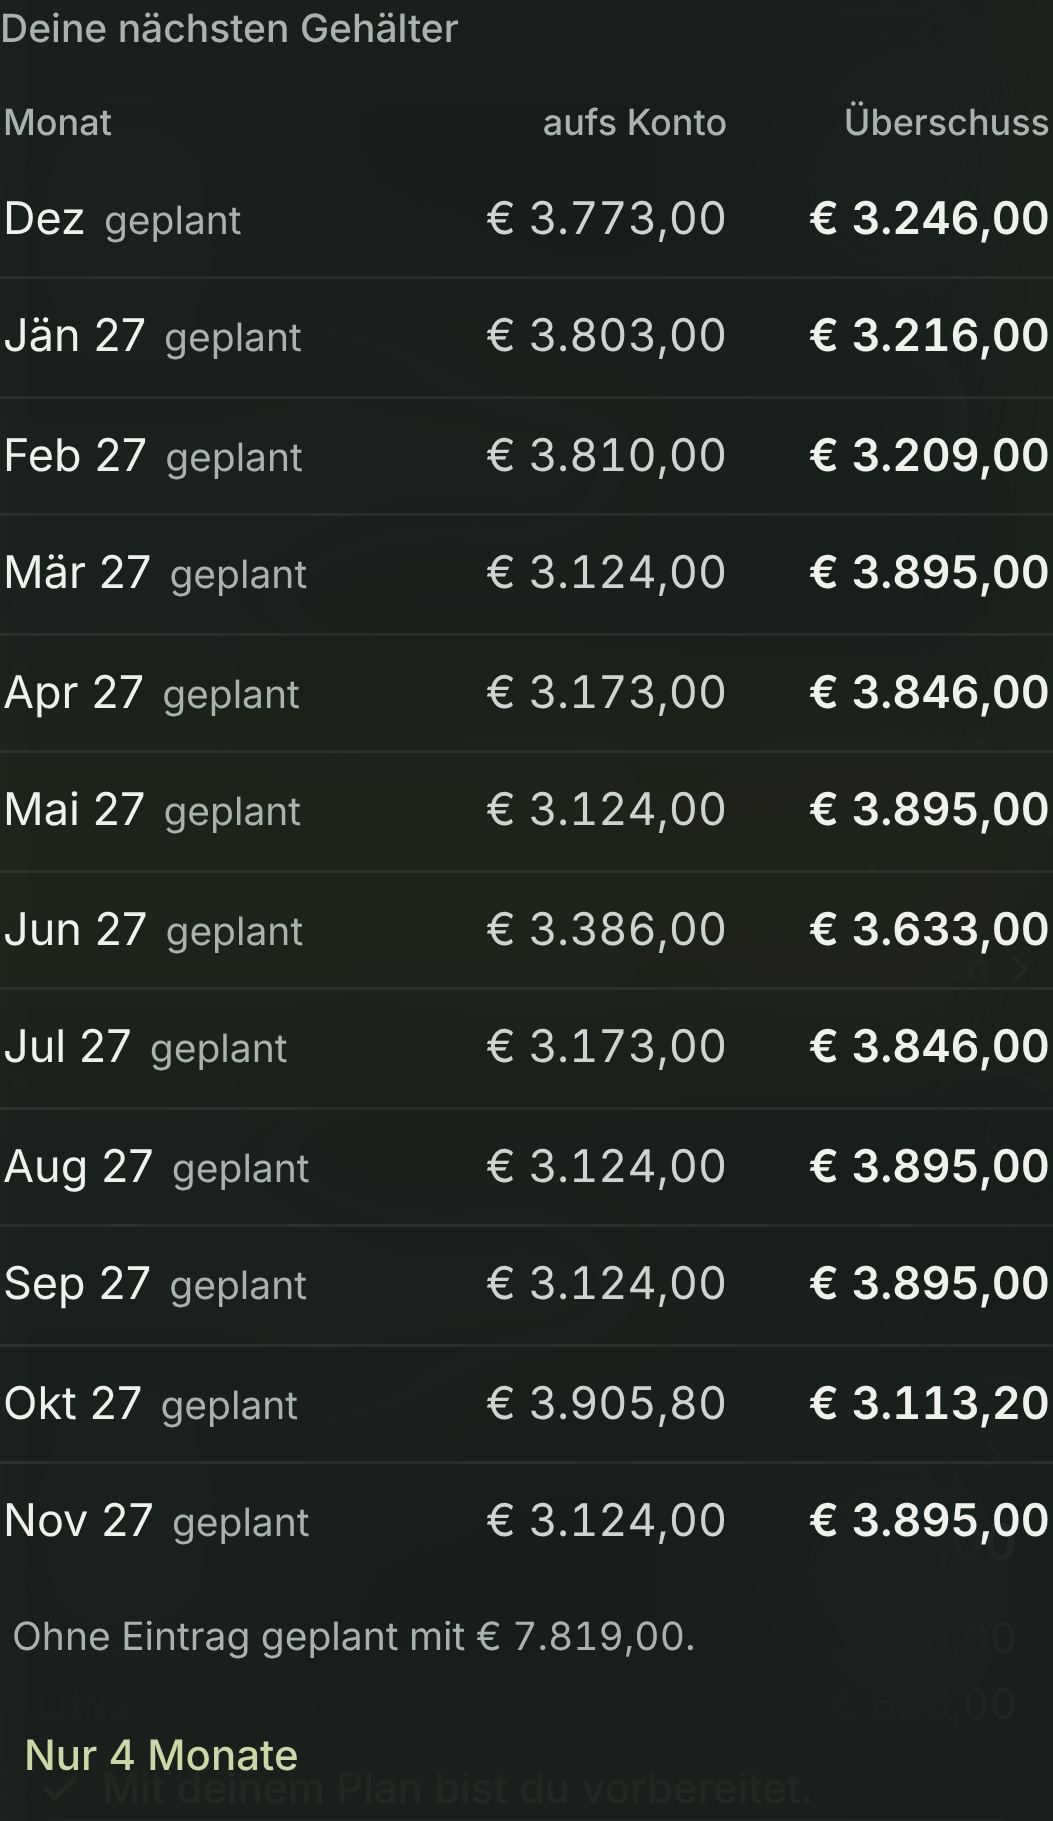 Deine nächsten Gehälter
Monat aufs Konto Überschuss
Dez geplant € 3.773,00 € 3.246,00
Jän 27 geplant € 3.803,00 € 3.216,00
Feb 27 geplant € 3.810,00 € 3.209,00
Mär 27 geplant € 3.124,00 € 3.895,00
Apr 27 geplant € 3.173,00 € 3.846,00
Mai 27 geplant € 3.124,00 € 3.895,00
Jun 27 geplant € 3.386,00 € 3.633,00
Jul 27 geplant € 3.173,00 € 3.846,00
Aug 27 geplant € 3.124,00 € 3.895,00
Sep 27 geplant € 3.124,00 € 3.895,00
Okt 27 geplant € 3.905,80 € 3.113,20
Nov 27 geplant € 3.124,00 € 3.895,00
Ohne Eintrag geplant mit € 7.819,00.
Nur 4 Monate
Mit deinem Plan bist du vorbereitet.